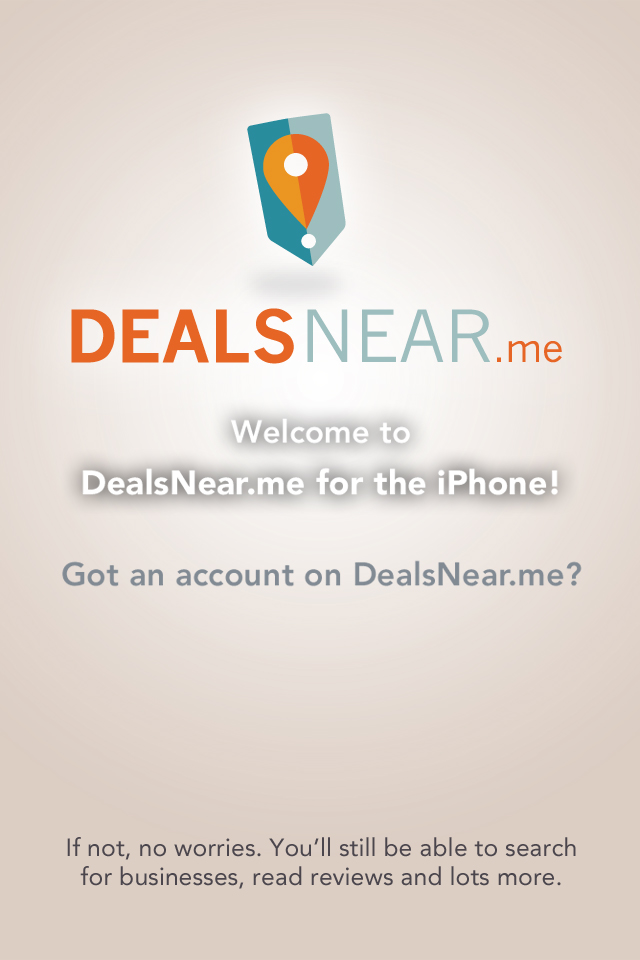 DEALSNEAR.me
Welcome to
DealsNear.me for the iPhone!
Got an account on DealsNear.me?
If not, no worries. You’ll still be able to search
for businesses, read reviews and lots more.